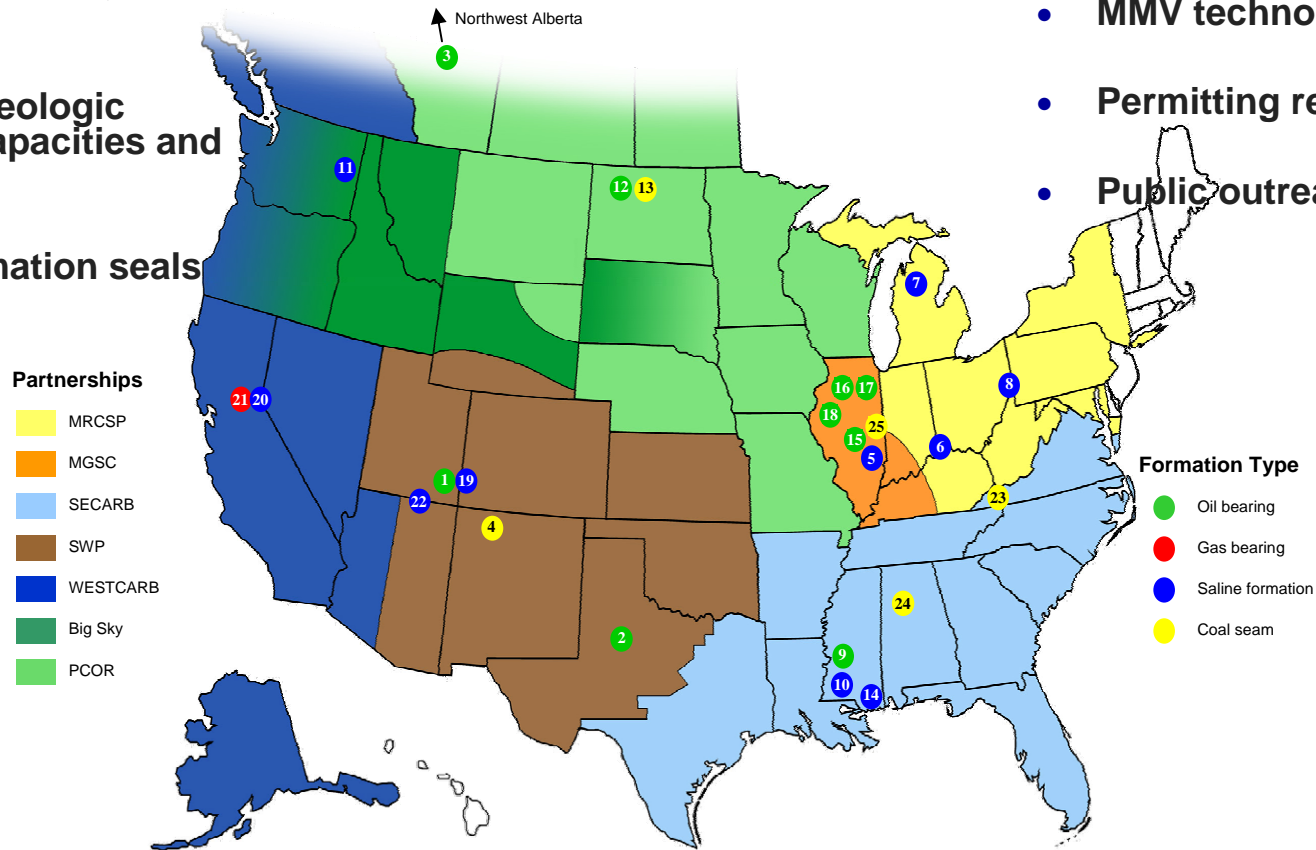 Northwest Alberta
MMV techno
eologic
apacities and
Permitting re
Public outrea
nation seals
3
11
12
13
7
16
17
18
25
15
5
6
8
21
20
1
19
22
4
23
2
24
9
10
14
Partnerships
MRCSP
MGSC
SECARB
SWP
WESTCARB
Big Sky
PCOR
Formation Type
Oil bearing
Gas bearing
Saline formation
Coal seam